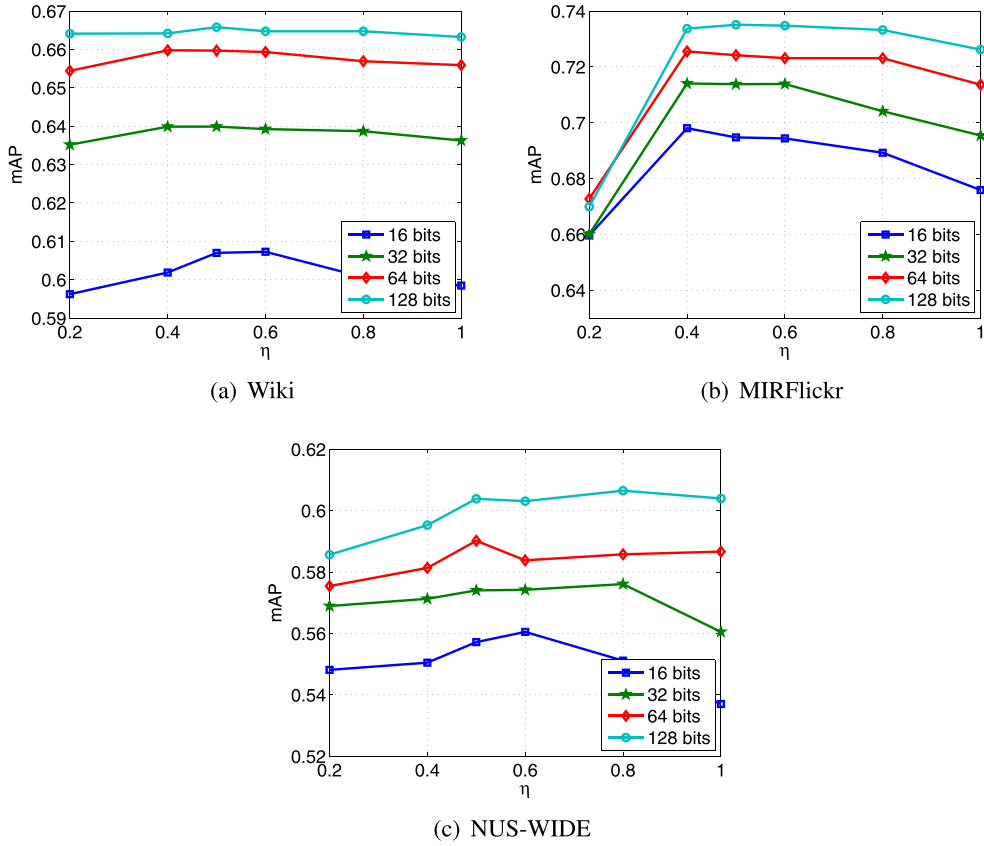 0.67
0.66
0.65
0.64
0.63
0.62
0.61
0.6
0.59
mAP
0.2 0.4 0.6 0.8 1
η
16 bits
32 bits
64 bits
128 bits
(a) Wiki
0.74
0.72
0.7
0.68
0.66
0.64
mAP
0.2 0.4 0.6 0.8 1
η
16 bits
32 bits
64 bits
128 bits
(b) MIRFlickr
0.62
0.6
0.58
0.56
0.54
0.52
mAP
0.2 0.4 0.6 0.8 1
η
16 bits
32 bits
64 bits
128 bits
(c) NUS-WIDE